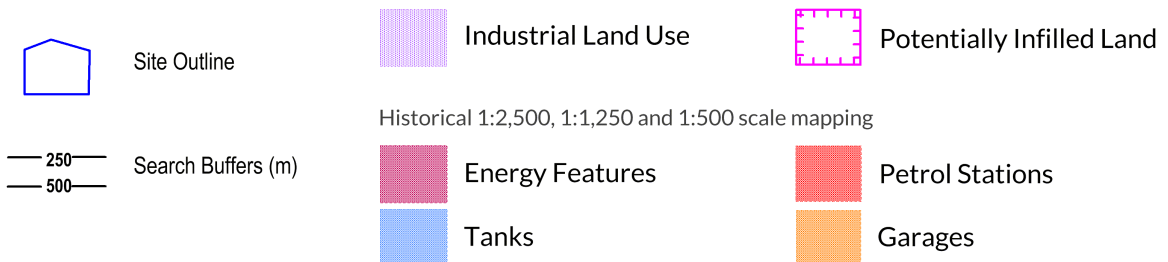 Site Outline
250
500
Search Buffers (m)
Industrial Land Use
Potentially Infilled Land
Historical 1:2,500, 1:1,250 and 1:500 scale mapping
Energy Features
Petrol Stations
Tanks
Garages